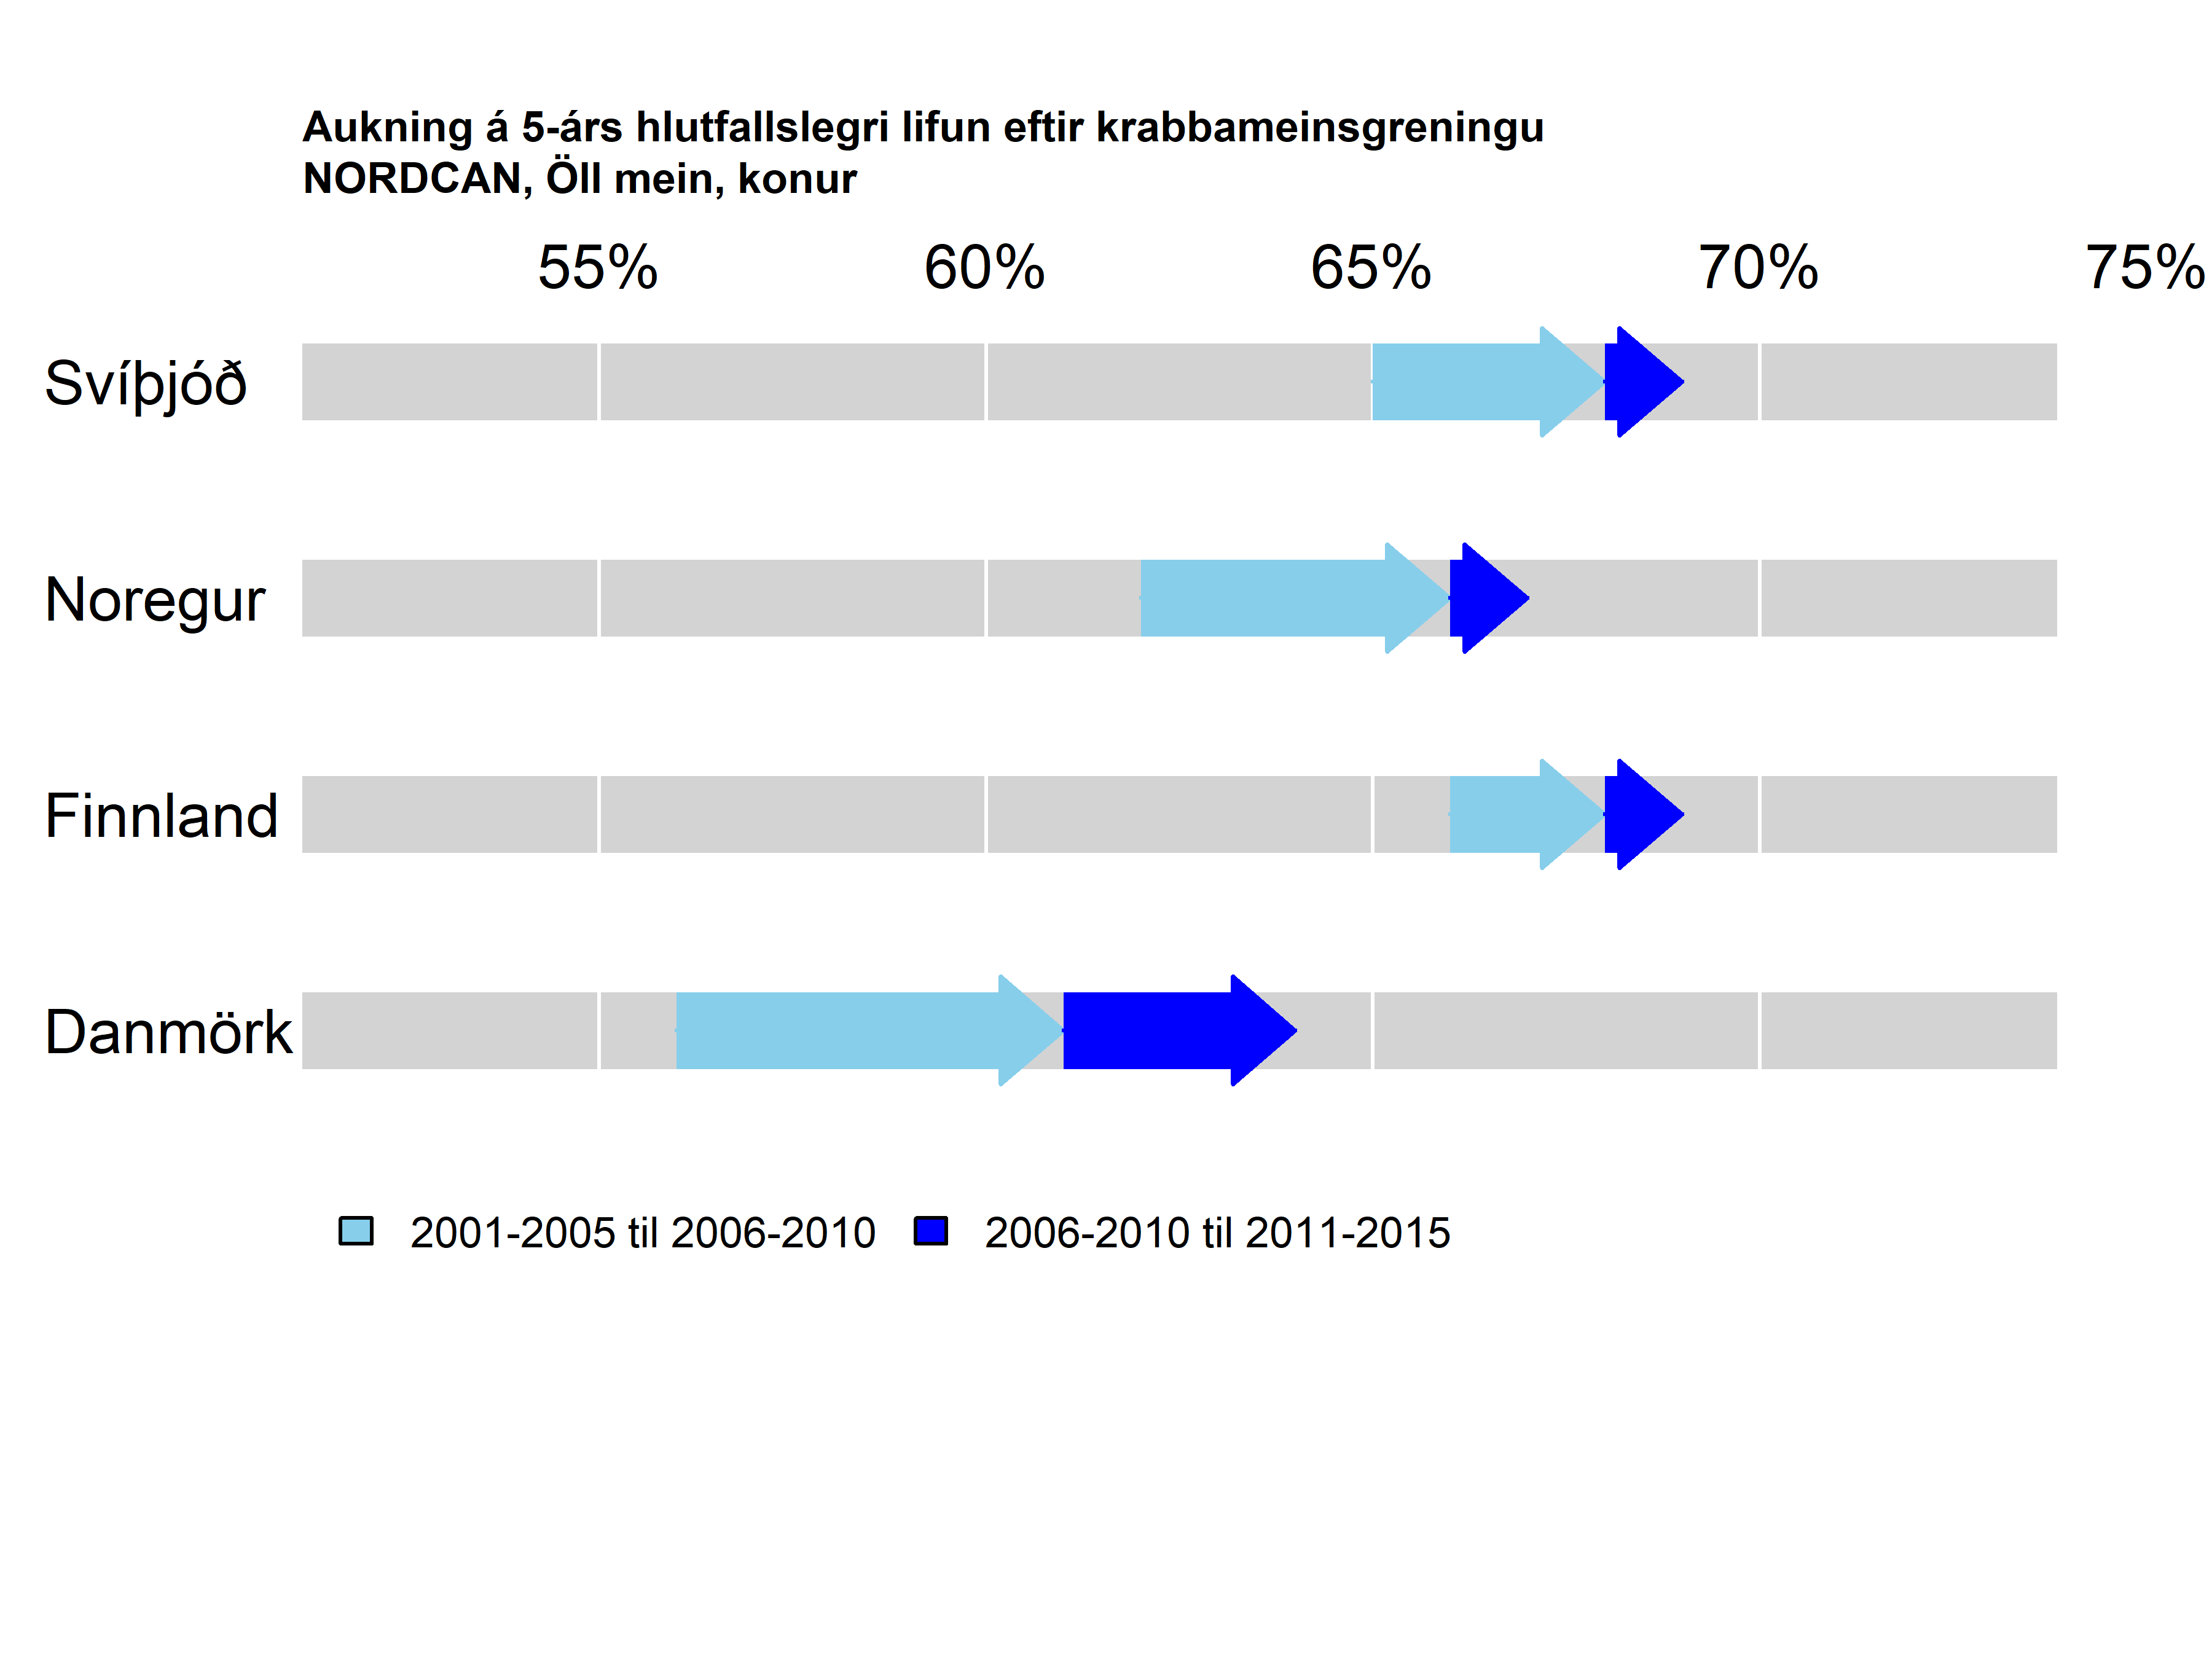 Aukning á 5-árs hlutfallslegri lifun eftir krabbameinsgreningu
NORDCAN, Öll mein, konur
55% 60% 65% 70% 75%
Svíþjóð
Noregur
Finnland
Danmörk
2001-2005 til 2006-2010 2006-2010 til 2011-2015